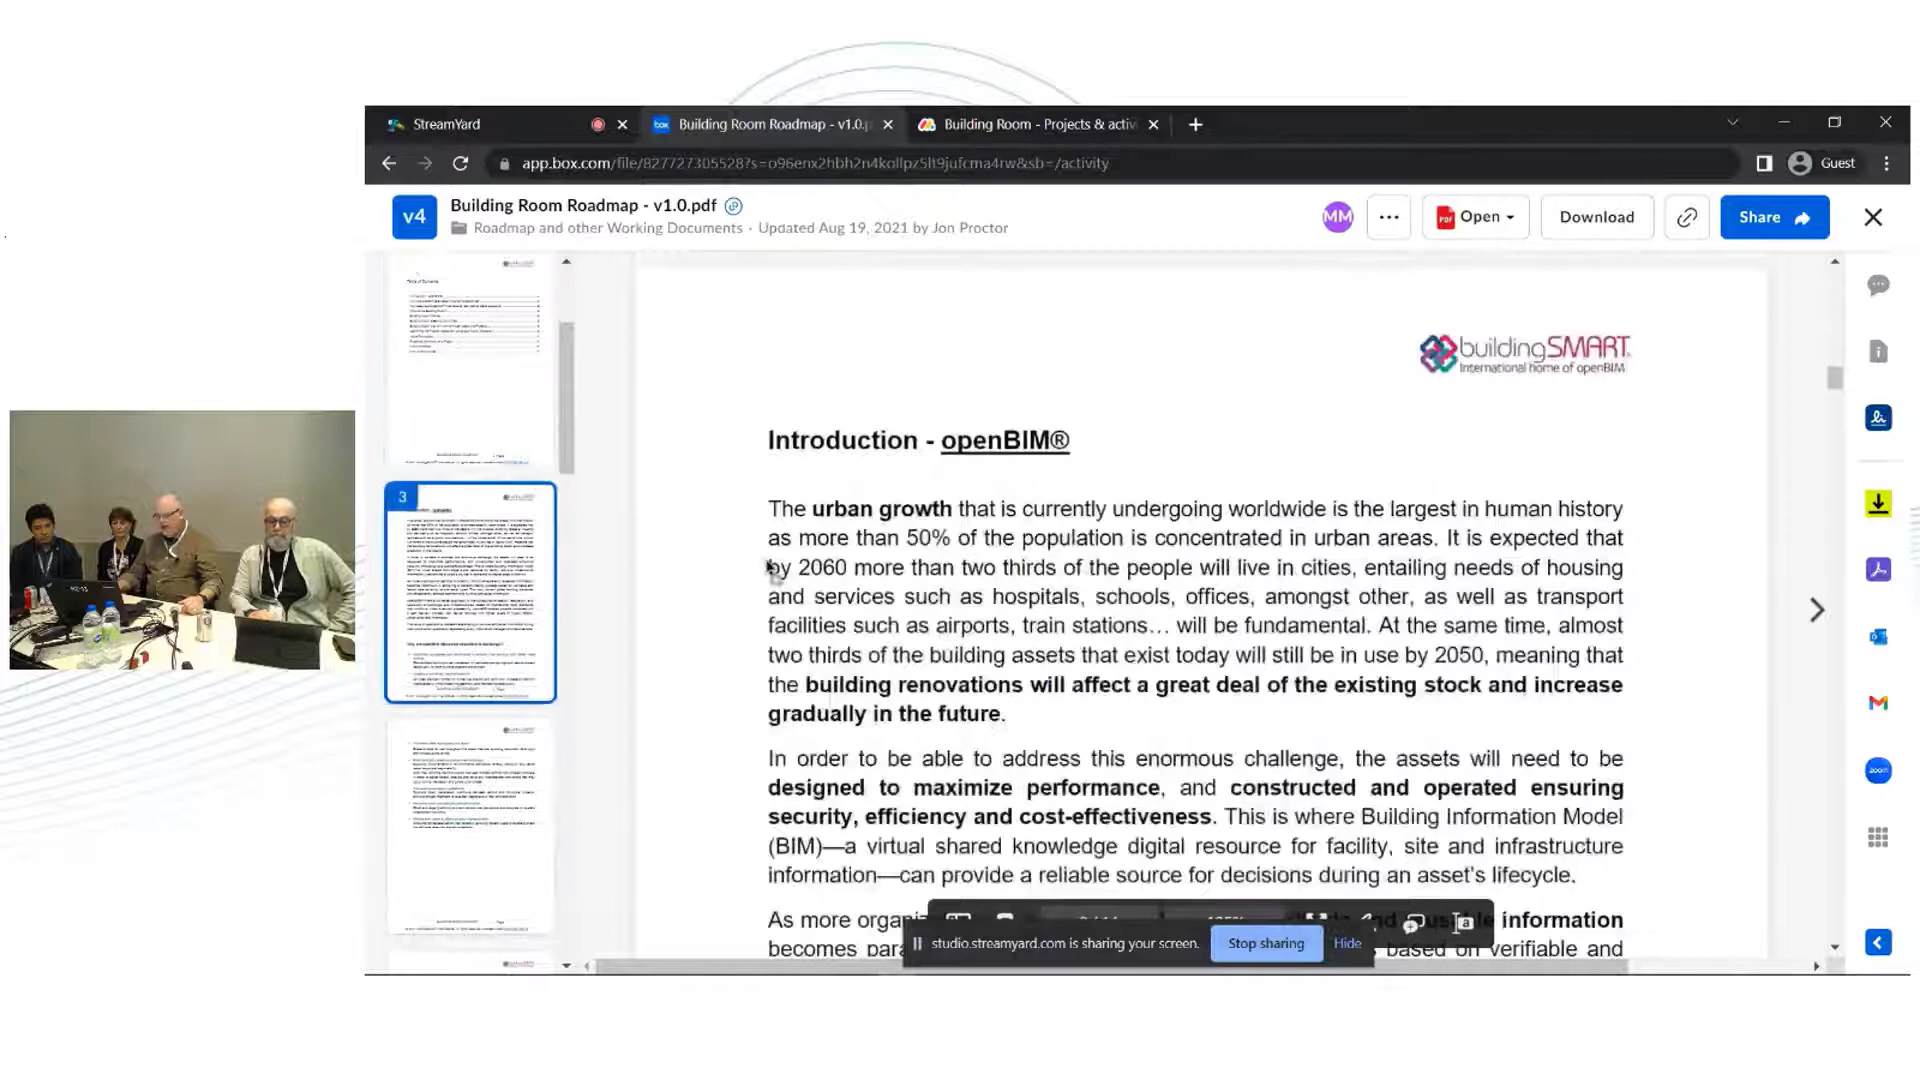 StreamYard
Building Room Roadmap - v1.0.p
Building Room - Projects & activ
app.box.com/file/827727305528?s=o96enx2hbh2n4kollpz5lt9jufcma4rw&sb=/activity
Guest
v4
Building Room Roadmap - v1.0.pdf
Roadmap and other Working Documents · Updated Aug 19, 2021 by Jon Proctor
MM
Open
Download
Share
3
buildingSMART
International home of openBIM
Introduction - openBIM®
The urban growth that is currently undergoing worldwide is the largest in human history
as more than 50% of the population is concentrated in urban areas. It is expected that
by 2060 more than two thirds of the people will live in cities, entailing needs of housing
and services such as hospitals, schools, offices, amongst other, as well as transport
facilities such as airports, train stations… will be fundamental. At the same time, almost
two thirds of the building assets that exist today will still be in use by 2050, meaning that
the building renovations will affect a great deal of the existing stock and increase
gradually in the future.
In order to be able to address this enormous challenge, the assets will need to be
designed to maximize performance, and constructed and operated ensuring
security, efficiency and cost-effectiveness. This is where Building Information Model
(BIM)—a virtual shared knowledge digital resource for facility, site and infrastructure
information—can provide a reliable source for decisions during an asset's lifecycle.
As more information
becomes based on verifiable and
studio.streamyard.com is sharing your screen.
Stop sharing
Hide
zoom